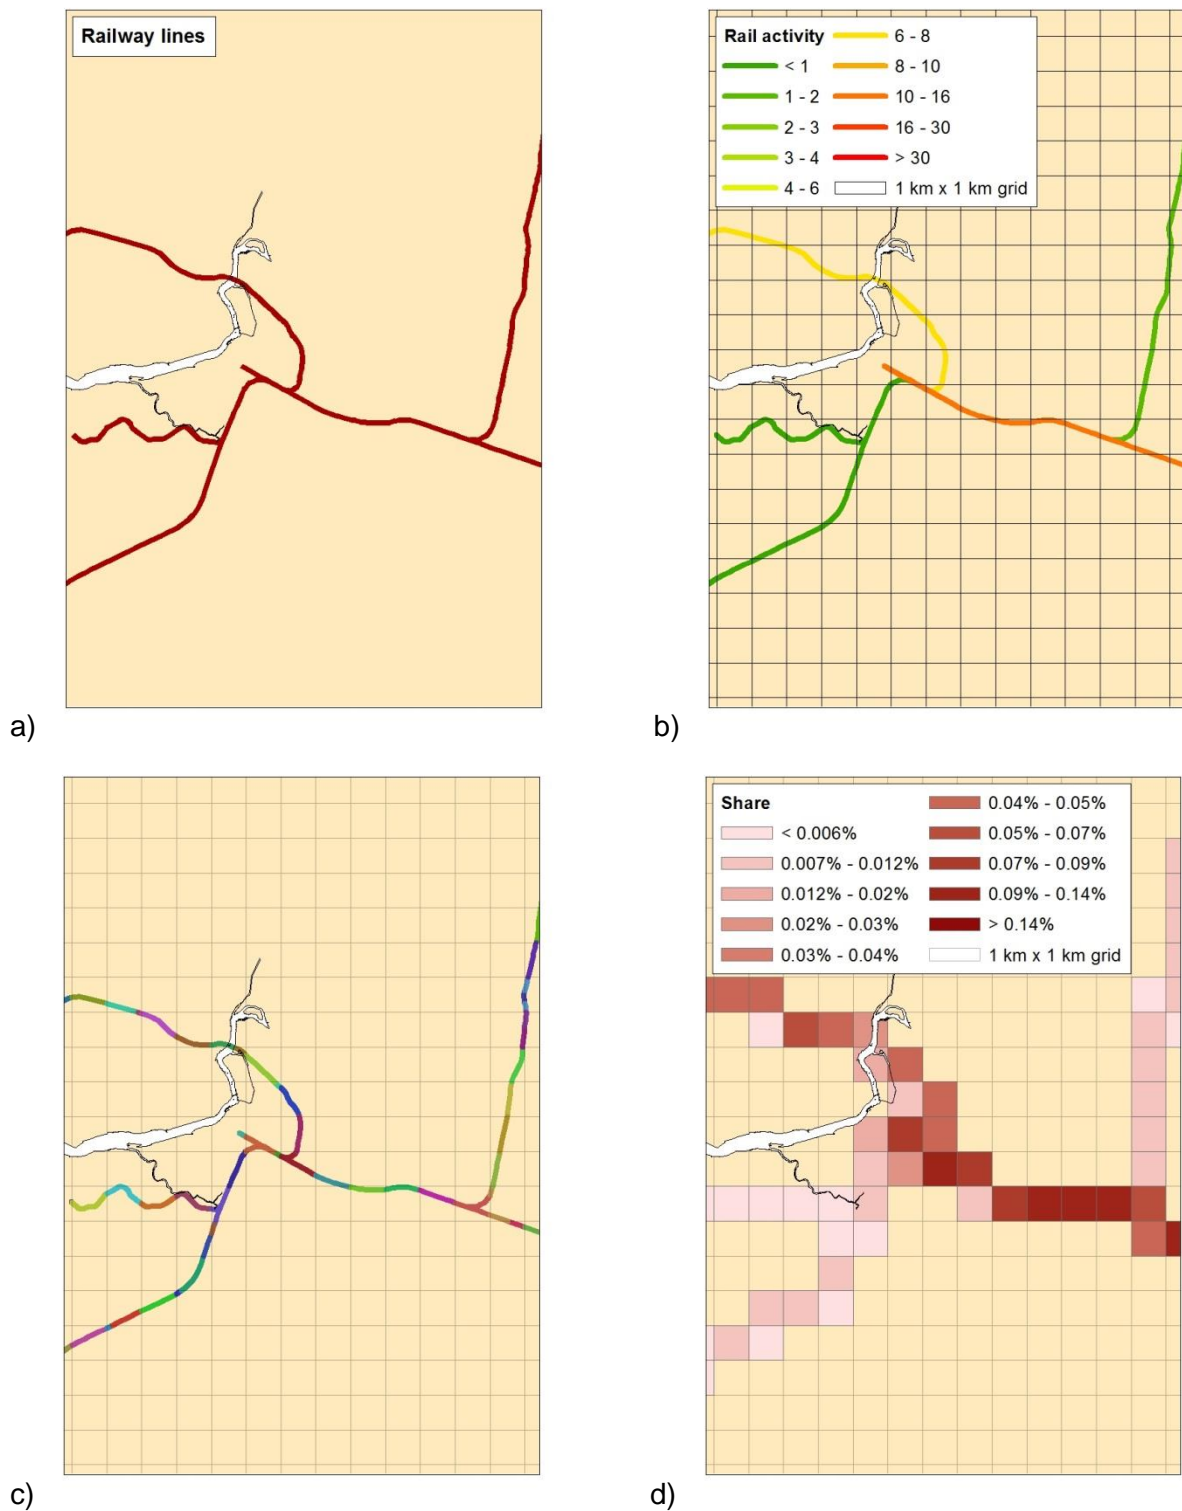 Railway lines
a)
Rail activity
< 1
1 - 2
2 - 3
3 - 4
4 - 6
6 - 8
8 - 10
10 - 16
16 - 30
> 30
1 km x 1 km grid
b)
c)
Share
< 0.006%
0.007% - 0.012%
0.012% - 0.02%
0.02% - 0.03%
0.03% - 0.04%
0.04% - 0.05%
0.05% - 0.07%
0.07% - 0.09%
0.09% - 0.14%
> 0.14%
1 km x 1 km grid
d)